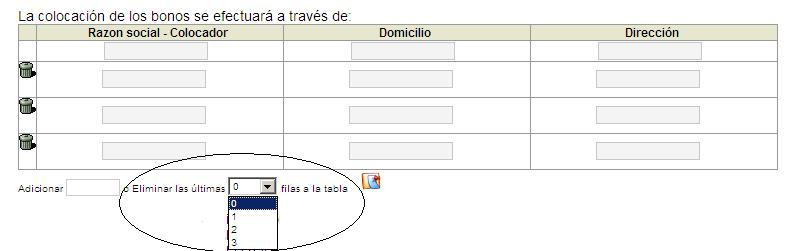 La colocación de los bonos se efectuará a través de:
Razon social - Colocador Domicilio Dirección
Adicionar o Eliminar las últimas 0 filas a la tabla
0
1
2
3